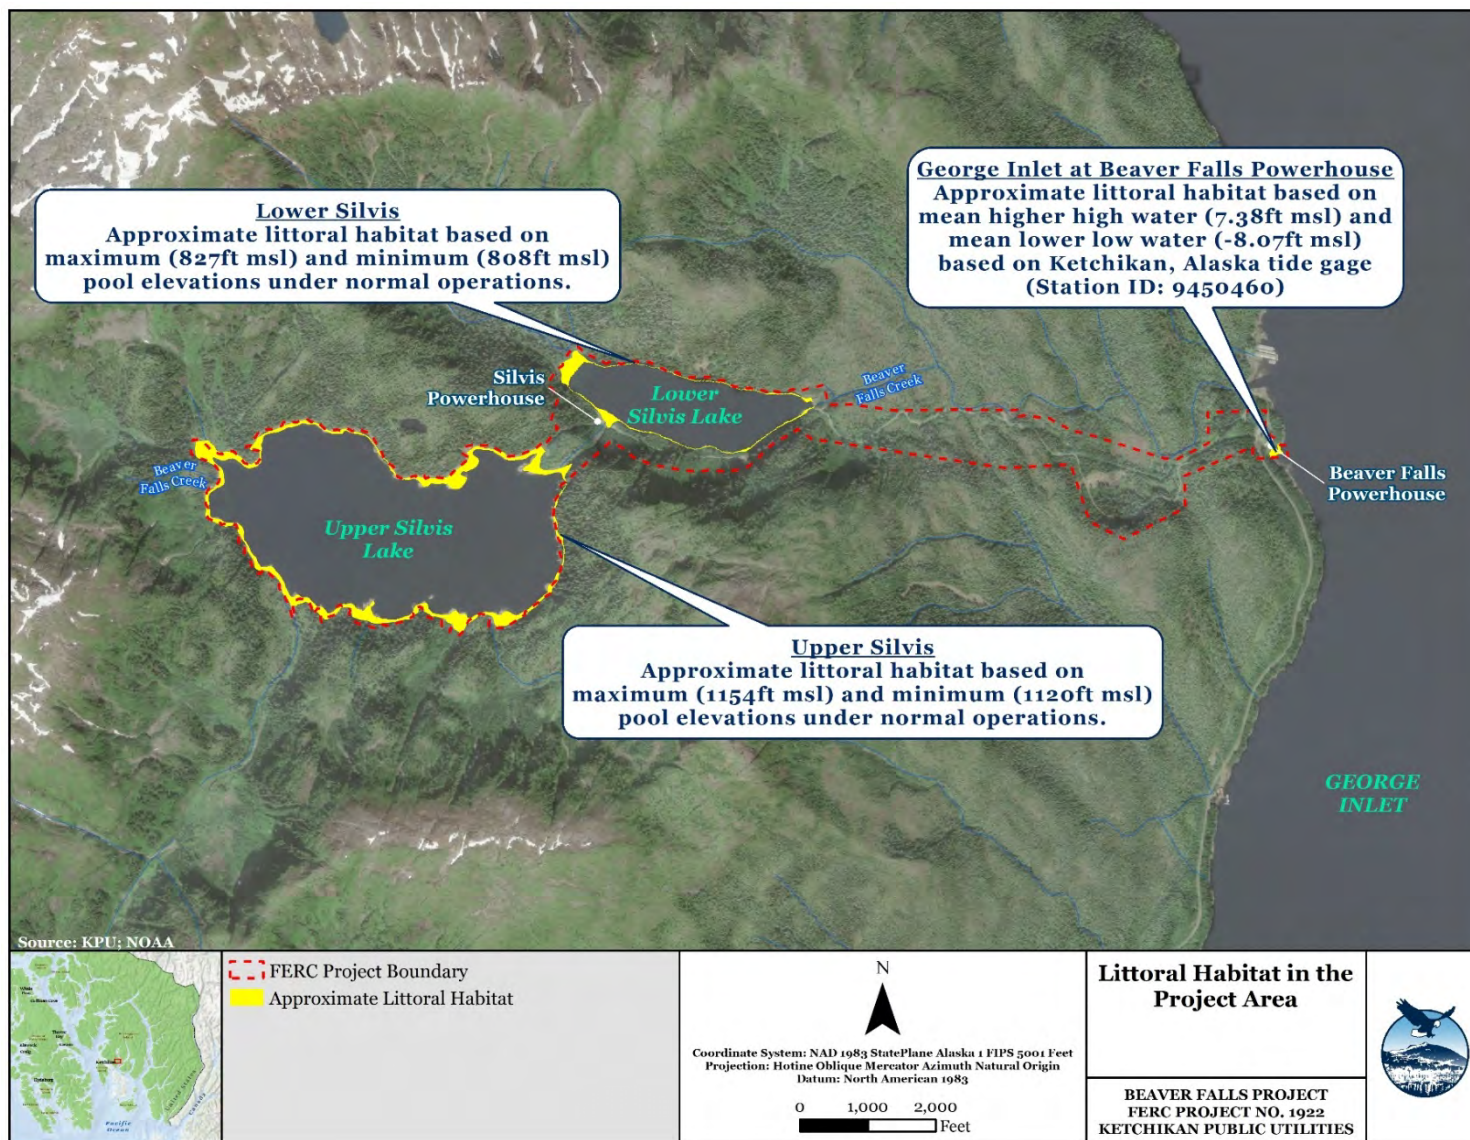 Lower Silvis
Approximate littoral habitat based on
maximum (827ft msl) and minimum (808ft msl)
pool elevations under normal operations.
George Inlet at Beaver Falls Powerhouse
Approximate littoral habitat based on
mean higher high water (7.38ft msl) and
mean lower low water (-8.07ft msl)
based on Ketchikan, Alaska tide gage
(Station ID: 9450460)
Silvis
Powerhouse
Lower
Silvis Lake
Beaver
Falls Creek
Beaver
Falls Creek
Beaver Falls
Powerhouse
Upper Silvis
Lake
Upper Silvis
Approximate littoral habitat based on
maximum (1154ft msl) and minimum (1120ft msl)
pool elevations under normal operations.
GEORGE
INLET
Source: KPU; NOAA
Pacific
Ocean
United States
Canada
FERC Project Boundary
Approximate Littoral Habitat
N
Coordinate System: NAD 1983 StatePlane Alaska 1 FIPS 5001 Feet
Projection: Hotine Oblique Mercator Azimuth Natural Origin
Datum: North American 1983
0 1,000 2,000
Feet
Littoral Habitat in the
Project Area
BEAVER FALLS PROJECT
FERC PROJECT NO. 1922
KETCHIKAN PUBLIC UTILITIES